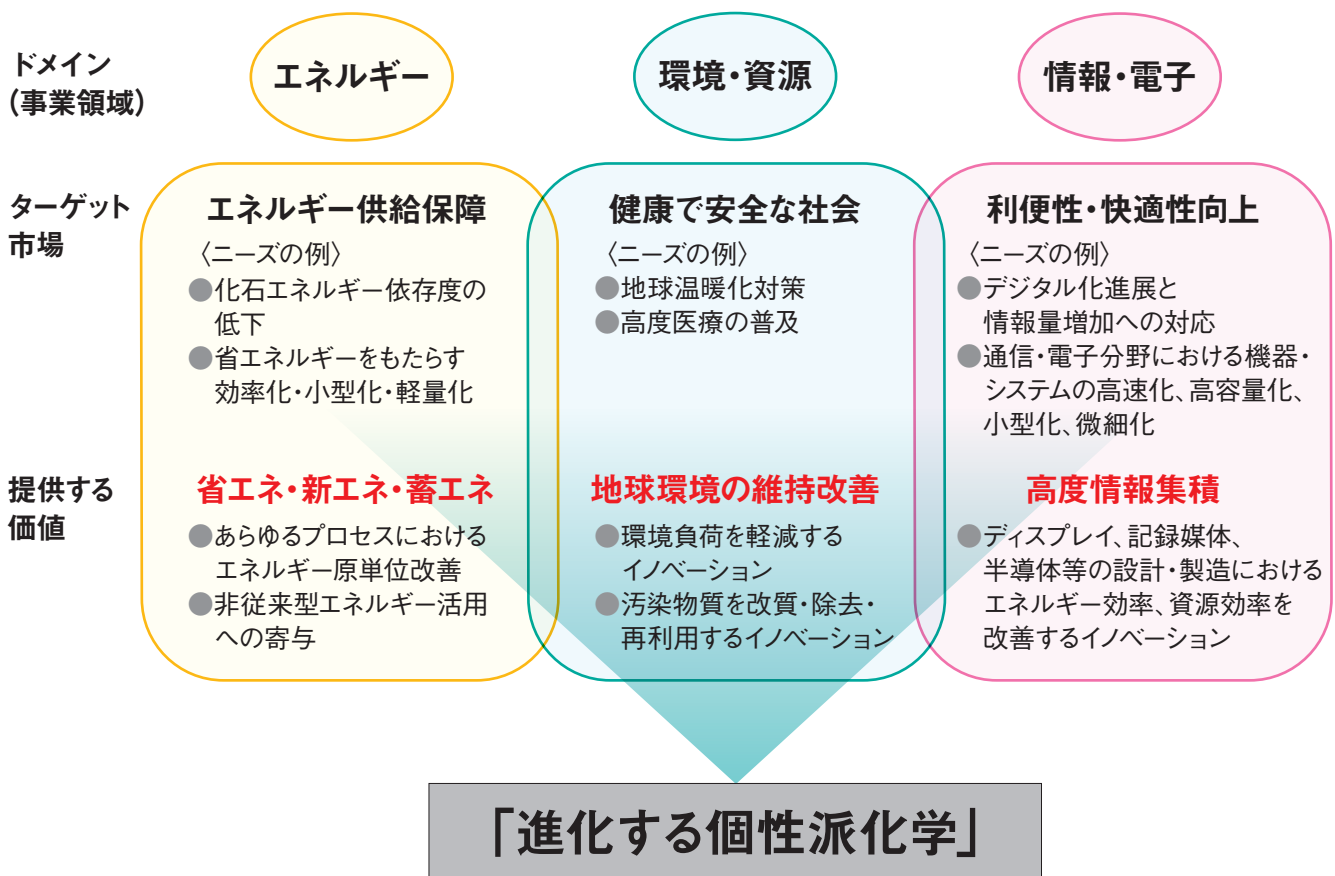 ドメイン
(事業領域)
エネルギー
環境・資源
情報・電子
ターゲット
市場
エネルギー供給保障
〈ニーズの例〉
●化石エネルギー依存度の
低下
●省エネルギーをもたらす
効率化・小型化・軽量化
健康で安全な社会
〈ニーズの例〉
●地球温暖化対策
●高度医療の普及
利便性・快適性向上
〈ニーズの例〉
●デジタル化進展と
情報量増加への対応
●通信・電子分野における機器・
システムの高速化、高容量化、
小型化、微細化
提供する
価値
省エネ・新エネ・蓄エネ
●あらゆるプロセスにおける
エネルギー原単位改善
●非従来型エネルギー活用
への寄与
地球環境の維持改善
●環境負荷を軽減する
イノベーション
●汚染物質を改質・除去・
再利用するイノベーション
高度情報集積
●ディスプレイ、記録媒体、
半導体等の設計・製造における
エネルギー効率、資源効率を
改善するイノベーション
「進化する個性派化学」